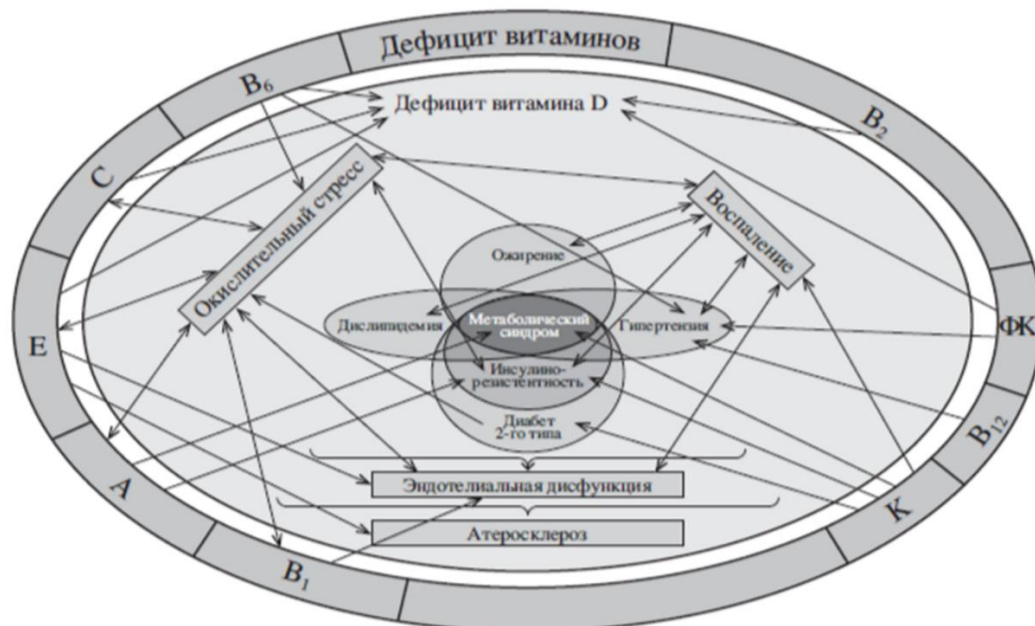 Дефицит витаминов
B6
B2
Дефицит витамина D
C
Окислительный стресс
Воспаление
Ожирение
E
Дислипидемия
Метаболический
синдром
Гипертензия
ФК
Инсулино-
резистентность
Диабет
2-го типа
B12
A
Эндотелиальная дисфункция
K
Атеросклероз
B1